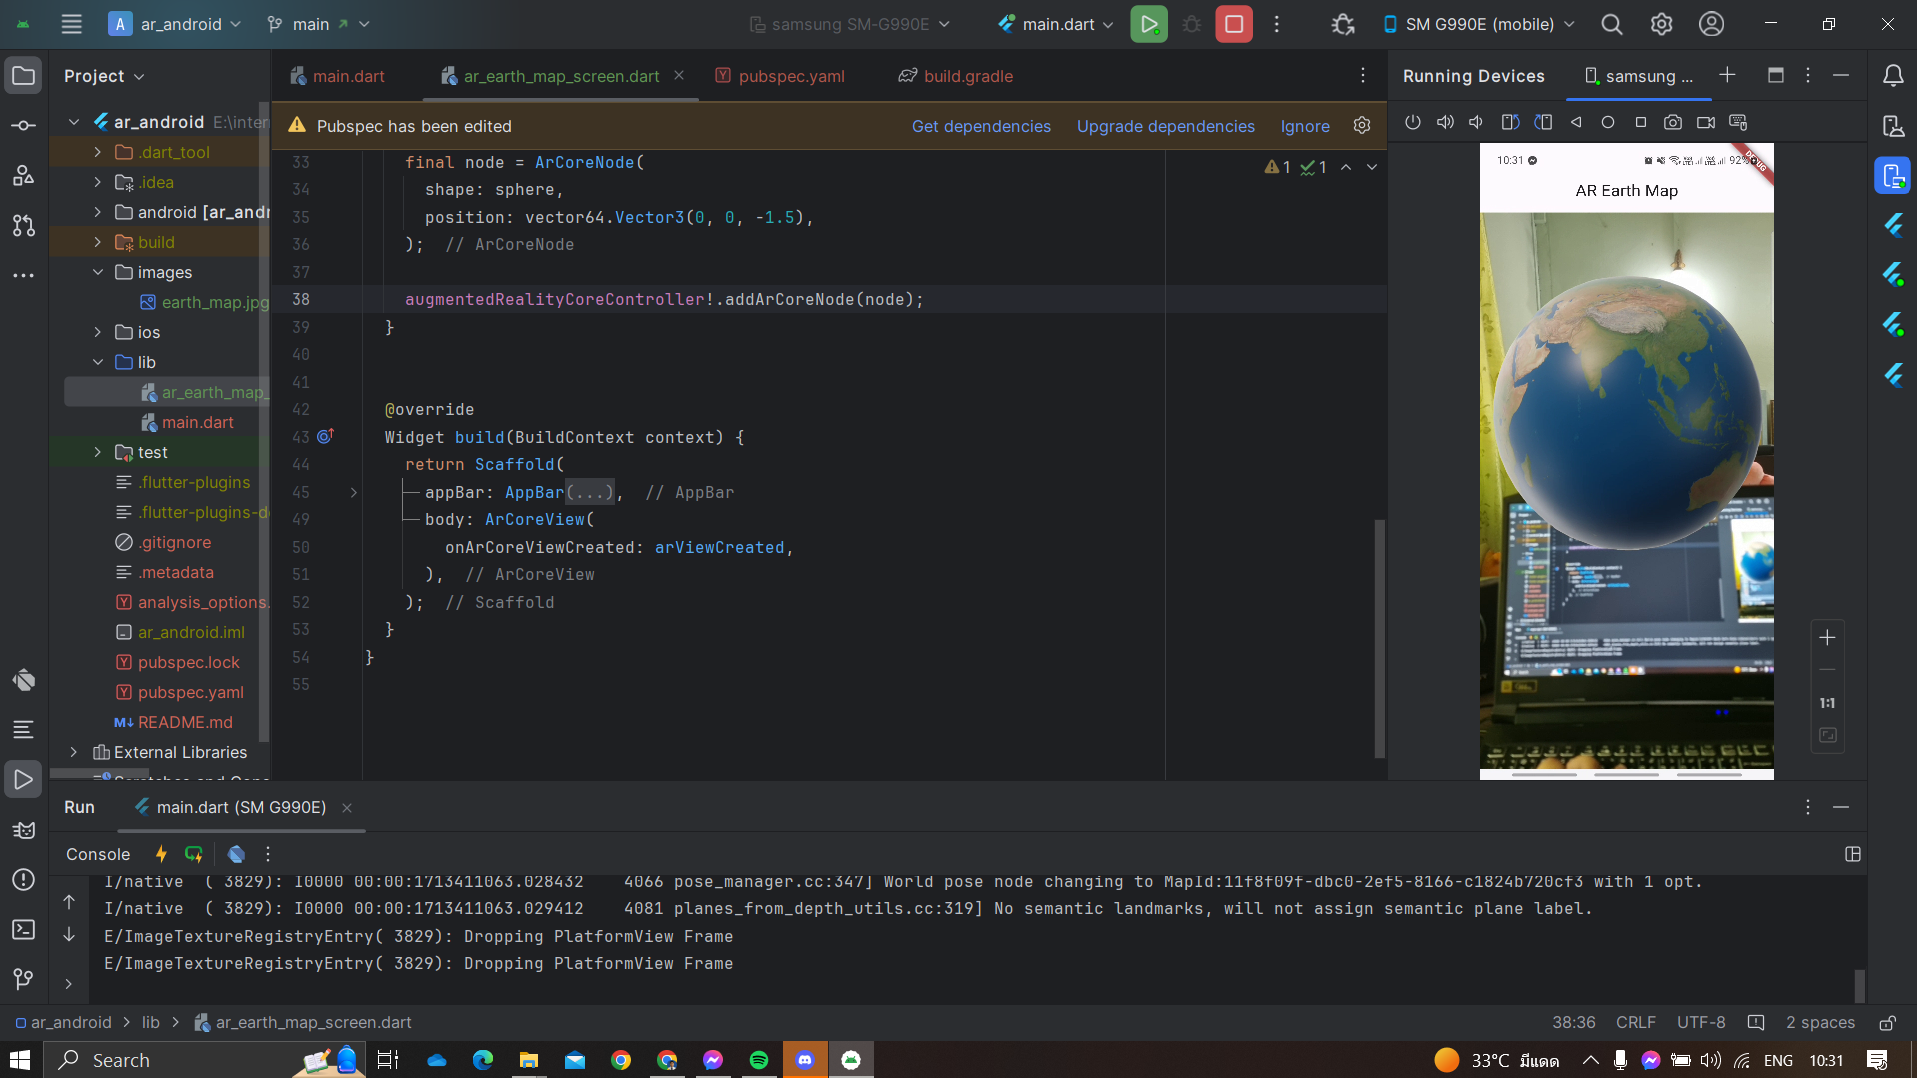 A ar_android main samsung SM-G990E main.dart SM G990E (mobile)
Project
main.dart ar_earth_map_screen.dart pubspec.yaml build.gradle
Running Devices samsung ...
Pubspec has been edited Get dependencies Upgrade dependencies Ignore
ar_android E:\inter
.dart_tool
.idea
android [ar_andr
build
images
earth_map.jpg
ios
lib
ar_earth_map_
main.dart
test
.flutter-plugins
.flutter-plugins-de
.gitignore
.metadata
analysis_options.
ar_android.iml
pubspec.lock
pubspec.yaml
M↓ README.md
External Libraries
33 final node = ArCoreNode(
34 shape: sphere,
35 position: vector64.Vector3(0, 0, -1.5),
36 ); // ArCoreNode
37
38 augmentedRealityCoreController!.addArCoreNode(node);
39 }
40
41
42 @override
43 Widget build(BuildContext context) {
44 return Scaffold(
45 appBar: AppBar(...), // AppBar
49 body: ArCoreView(
50 onArCoreViewCreated: arViewCreated,
51 ), // ArCoreView
52 ); // Scaffold
53 }
54 }
55
1 1
10:31 92%
AR Earth Map
1:1
Run main.dart (SM G990E)
Console
I/native ( 3829): I0000 00:00:1713411063.028432 4066 pose_manager.cc:347] World pose node changing to MapId:11f8f09f-dbc0-2ef5-8166-c1824b720cf3 with 1 opt.
I/native ( 3829): I0000 00:00:1713411063.029412 4081 planes_from_depth_utils.cc:319] No semantic landmarks, will not assign semantic plane label.
E/ImageTextureRegistryEntry( 3829): Dropping PlatformView Frame
E/ImageTextureRegistryEntry( 3829): Dropping PlatformView Frame
ar_android > lib > ar_earth_map_screen.dart 38:36 CRLF UTF-8 2 spaces
Search 33°C มีแดด ENG 10:31